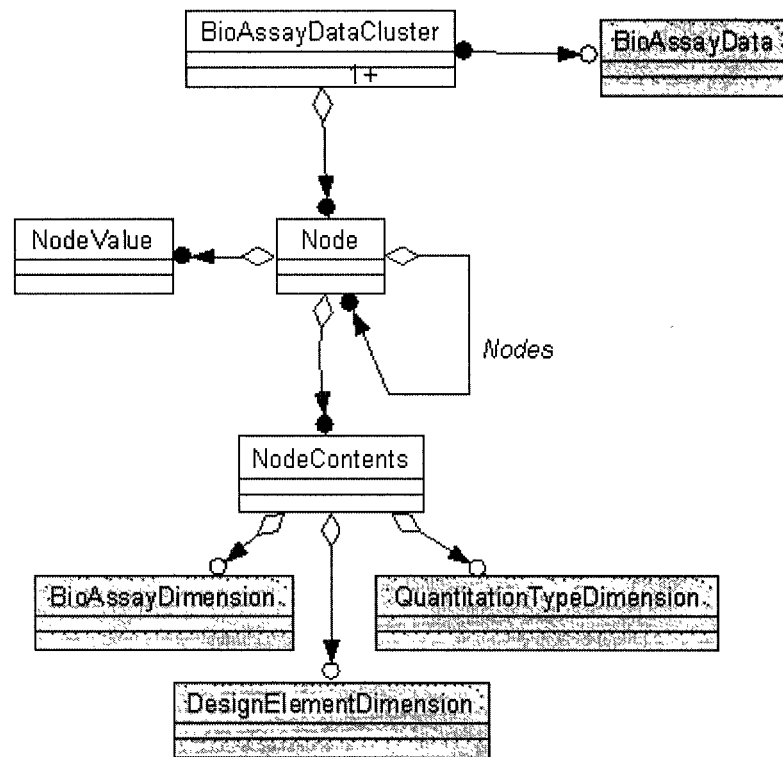 BioAssayDataCluster
1+
BioAssayData
NodeValue
Node
Nodes
NodeContents
BioAssayDimension
QuantitationTypeDimension
DesignElementDimension